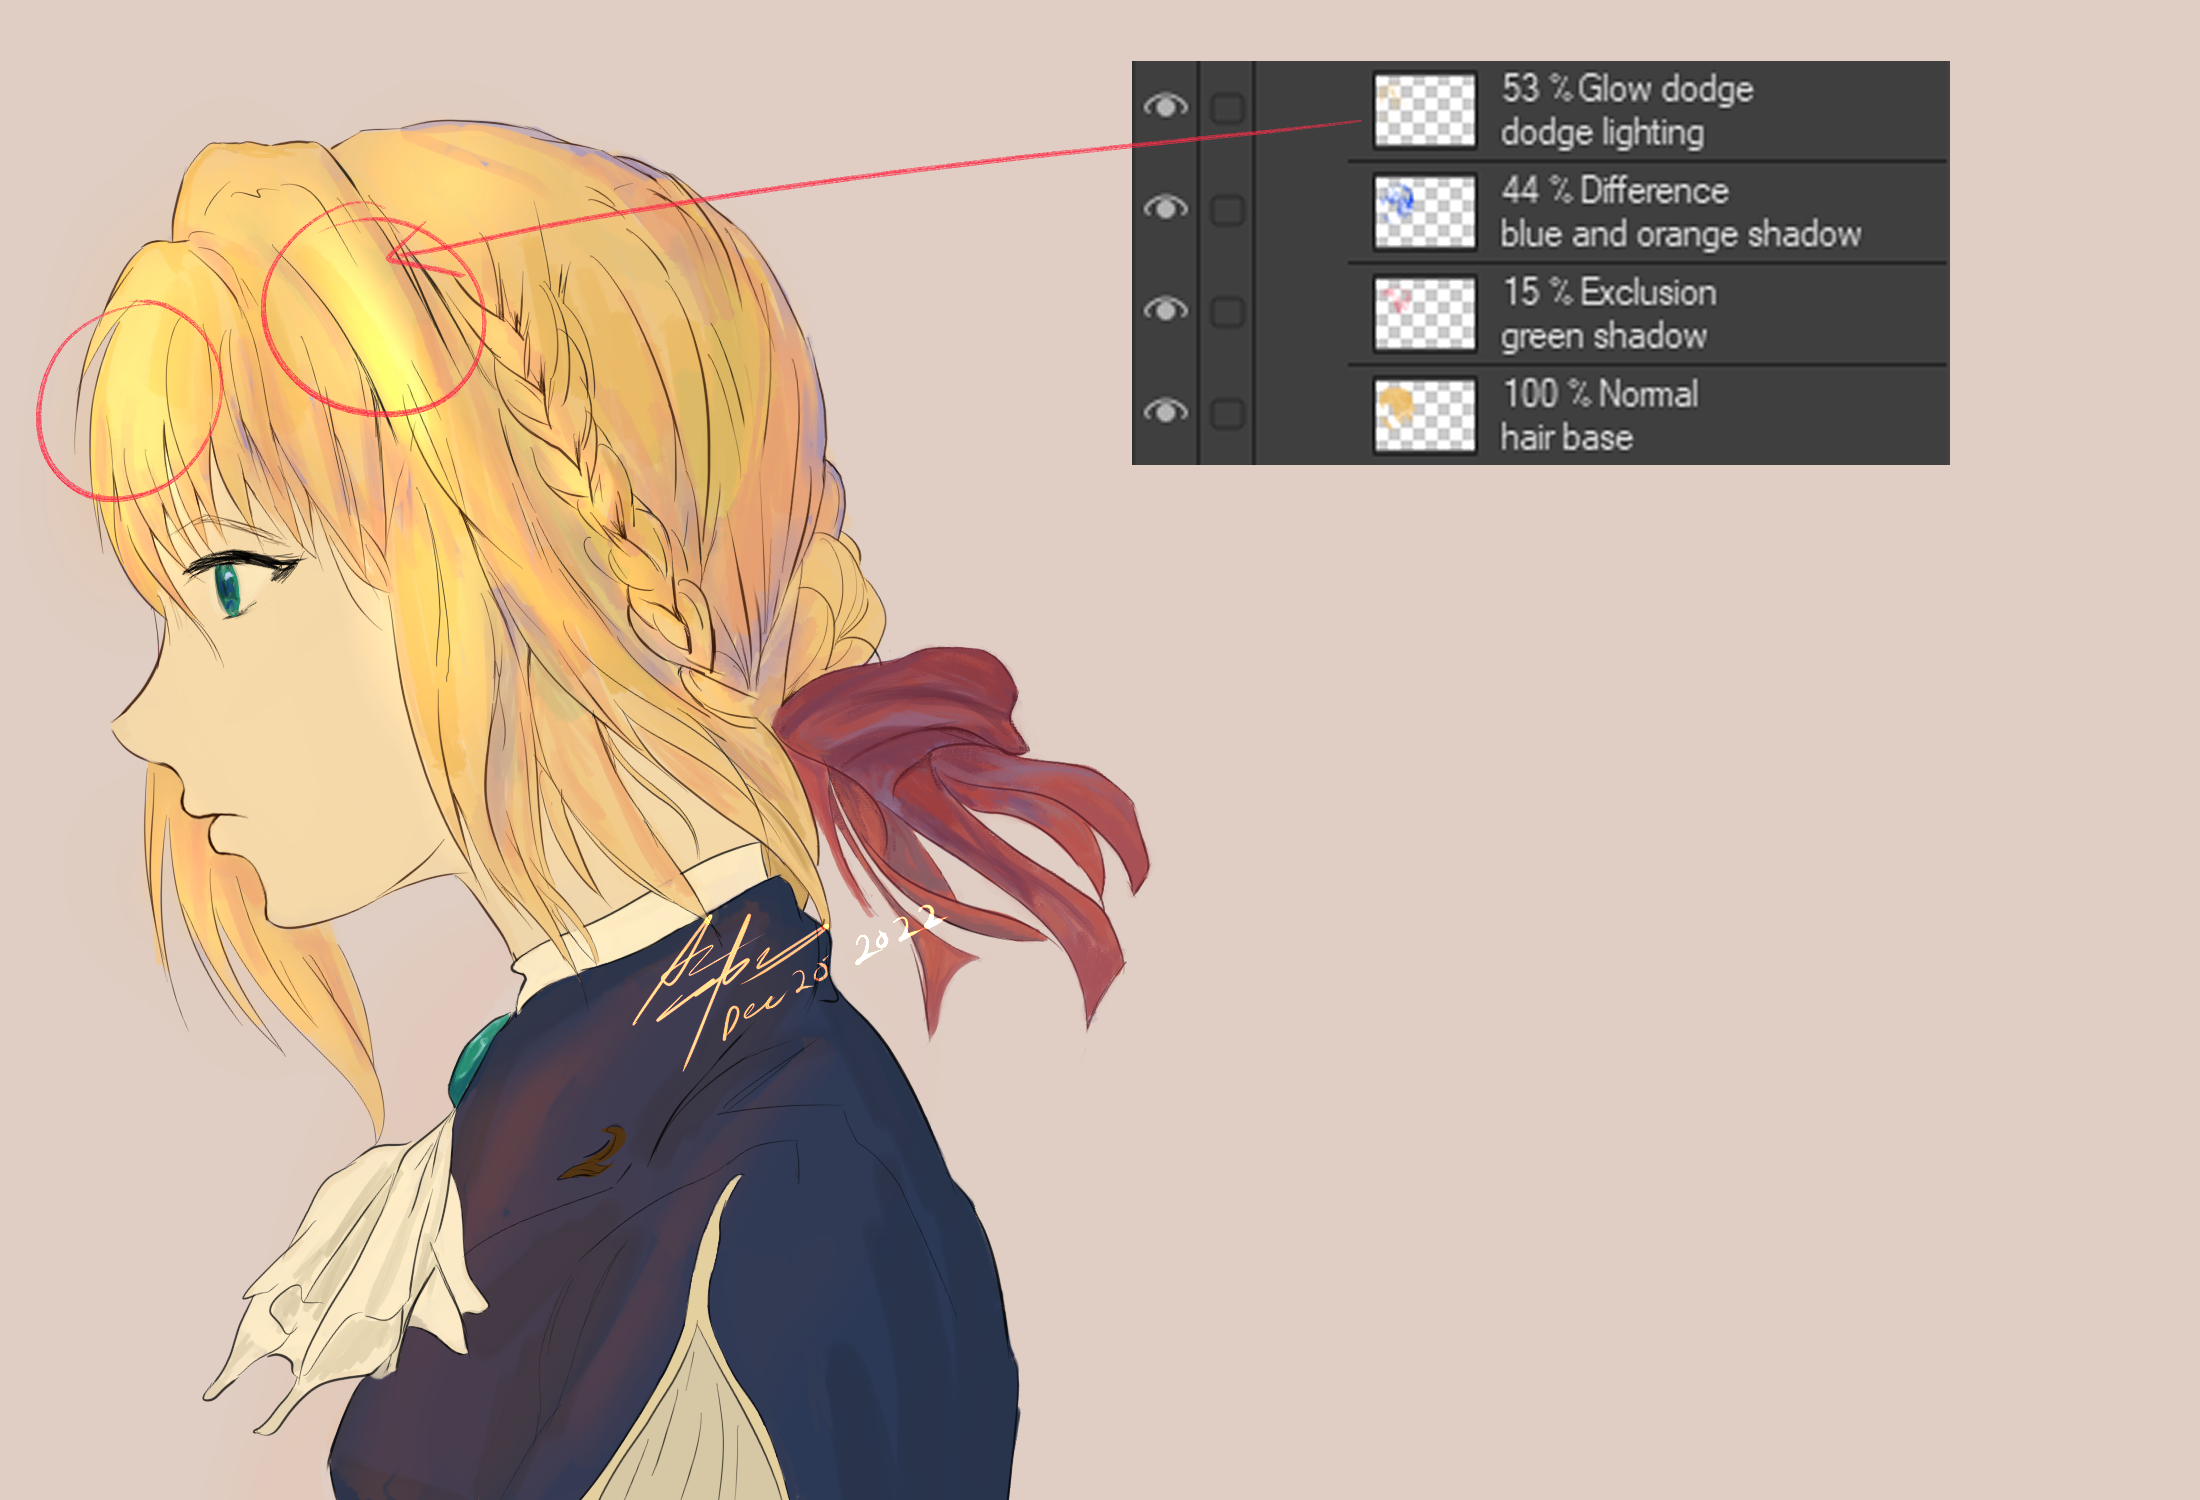 53 % Glow dodge
dodge lighting
44 % Difference
blue and orange shadow
15 % Exclusion
green shadow
100 % Normal
hair base
Dec 20 2022